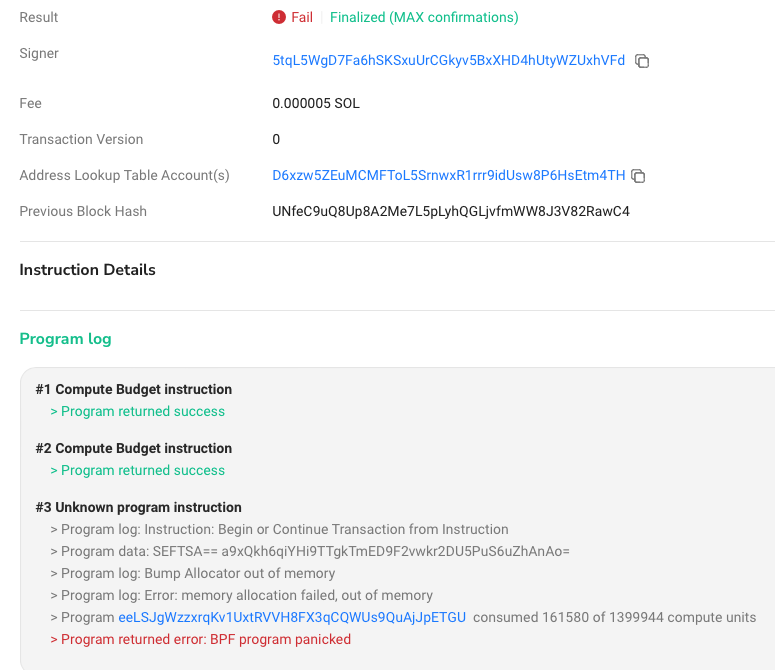 Result ! Fail Finalized (MAX confirmations)
Signer 5tqL5WgD7Fa6hSKSxuUrCGkyv5BxXHD4hUtyWZUxhVFd
Fee 0.000005 SOL
Transaction Version 0
Address Lookup Table Account(s) D6xzw5ZEuMCMFToL5SrnwxR1rrr9idUsw8P6HsEtm4TH
Previous Block Hash UNfeC9uQ8Up8A2Me7L5pLyhQGLjvfmWW8J3V82RawC4
Instruction Details
Program log
#1 Compute Budget instruction
> Program returned success
#2 Compute Budget instruction
> Program returned success
#3 Unknown program instruction
> Program log: Instruction: Begin or Continue Transaction from Instruction
> Program data: SEFTSA== a9xQkh6qiYHi9TTgkTmED9F2vwkr2DU5PuS6uZhAnAo=
> Program log: Bump Allocator out of memory
> Program log: Error: memory allocation failed, out of memory
> Program eeLSJgWzzxrqKv1UxtRVVH8FX3qCQWUs9QuAjJpETGU consumed 161580 of 1399944 compute units
> Program returned error: BPF program panicked